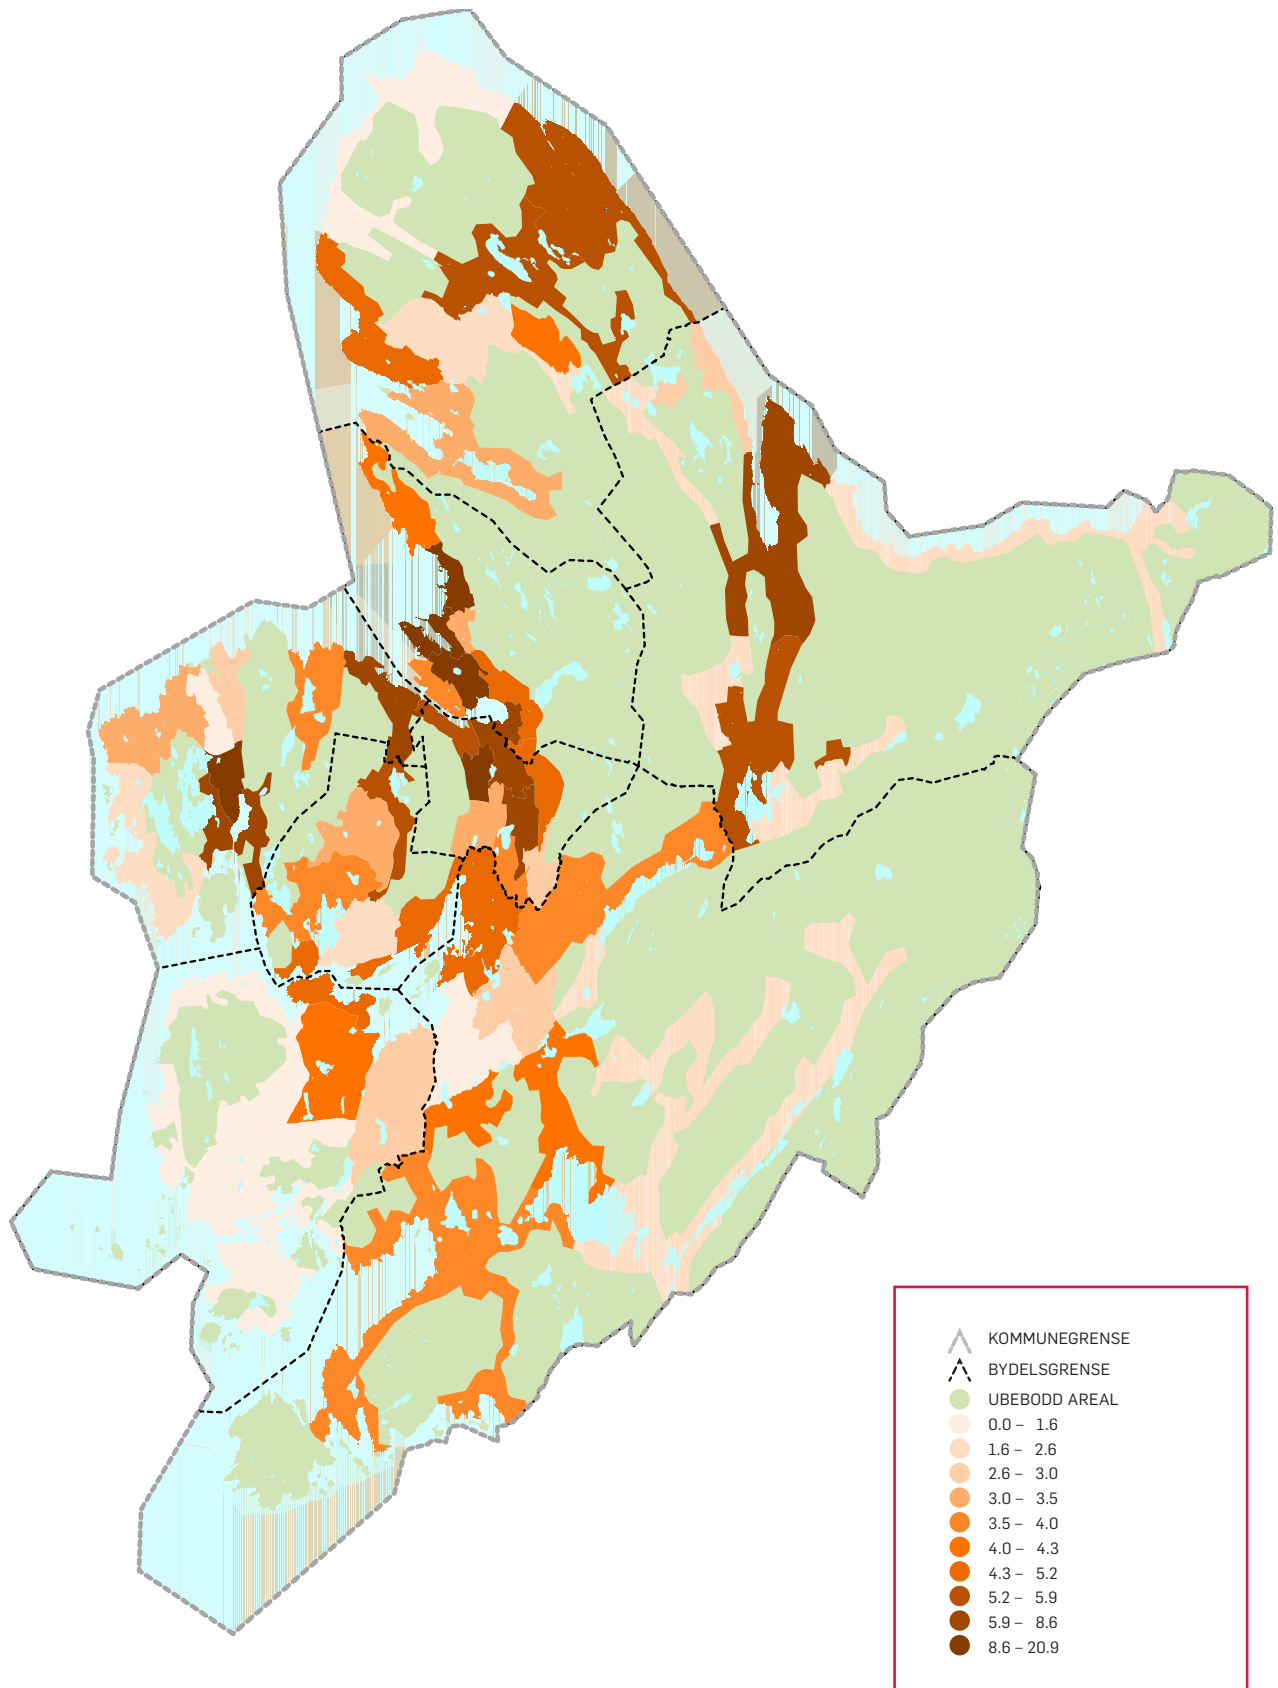 KOMMUNEGRENSE
BYDELSGRENSE
UBEBODD AREAL
0.0 – 1.6
1.6 – 2.6
2.6 – 3.0
3.0 – 3.5
3.5 – 4.0
4.0 – 4.3
4.3 – 5.2
5.2 – 5.9
5.9 – 8.6
8.6 – 20.9